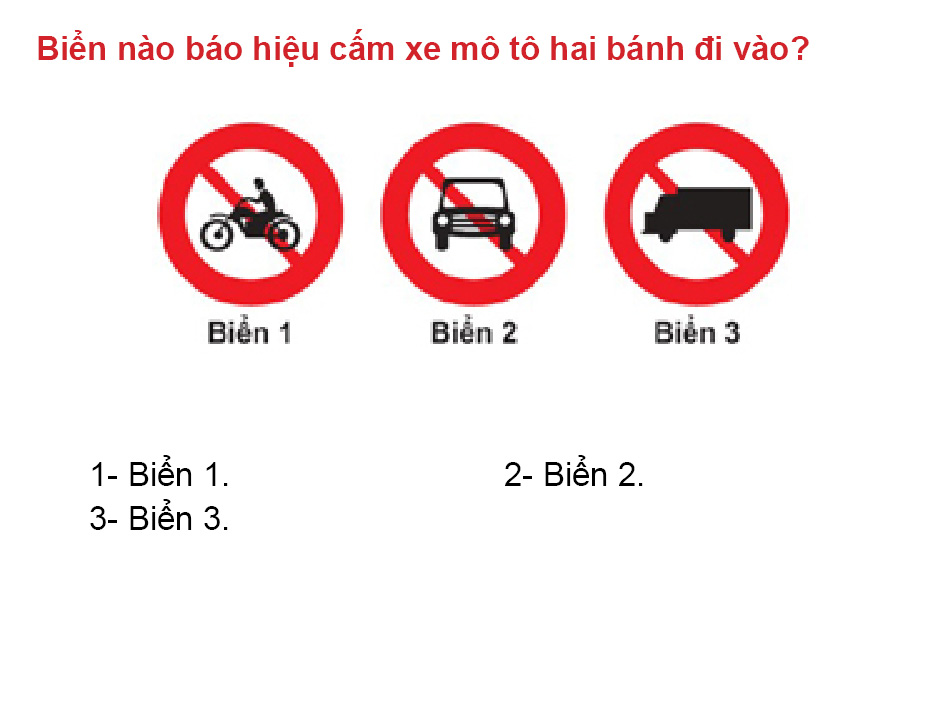 Biển nào báo hiệu cấm xe mô tô hai bánh đi vào?
Biển 1 Biển 2 Biển 3
1- Biển 1. 2- Biển 2.
3- Biển 3.